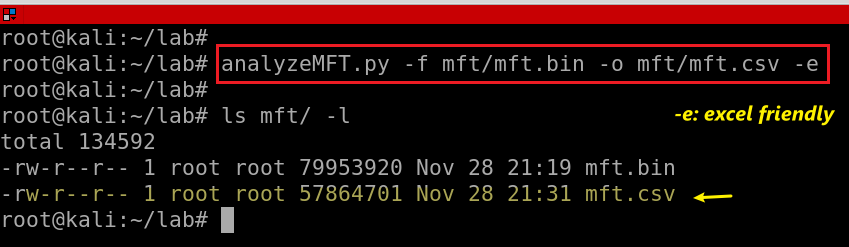 root@kali:~/lab#
root@kali:~/lab# analyzeMFT.py -f mft/mft.bin -o mft/mft.csv -e
root@kali:~/lab#
root@kali:~/lab# ls mft/ -l
-e: excel friendly
total 134592
-rw-r--r-- 1 root root 79953920 Nov 28 21:19 mft.bin
-rw-r--r-- 1 root root 57864701 Nov 28 21:31 mft.csv
root@kali:~/lab#